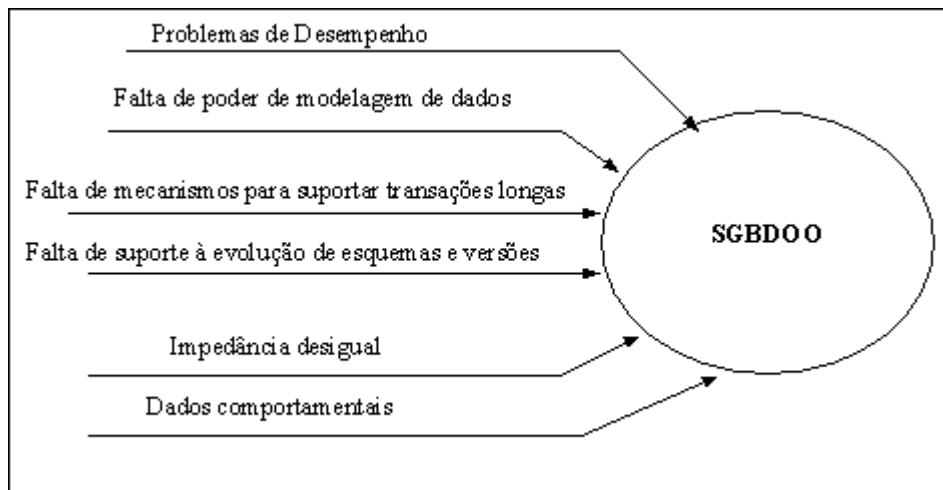 Problemas de Desempenho
Falta de poder de modelagem de dados
Falta de mecanismos para suportar transações longas
SGBDOO
Falta de suporte à evolução de esquemas e versões
Impedância desigual
Dados comportamentais